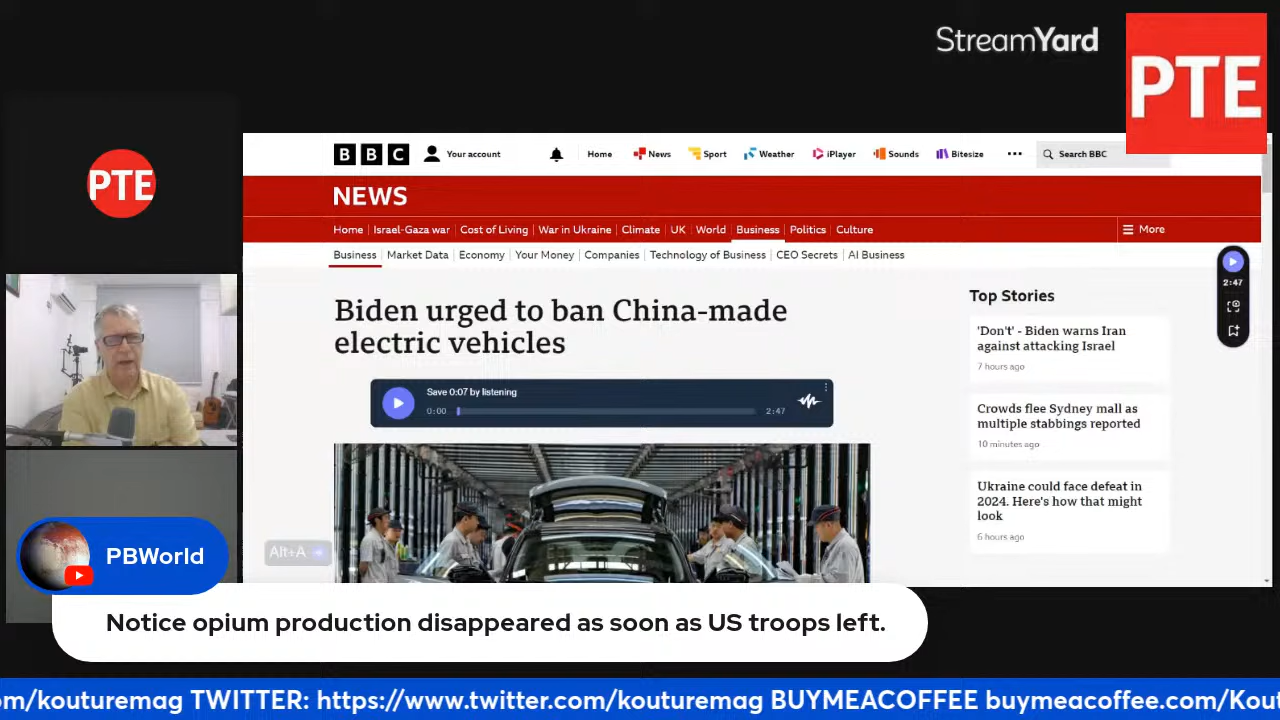 StreamYard
PTE
PTE
BBC
Your account
Home
News
Sport
Weather
iPlayer
Sounds
Bitesize
Search BBC
NEWS
Home
Israel-Gaza war
Cost of Living
War in Ukraine
Climate
UK
World
Business
Politics
Culture
More
Business
Market Data
Economy
Your Money
Companies
Technology of Business
CEO Secrets
AI Business
Biden urged to ban China-made
electric vehicles
Save 0:07 by listening
0:00
2:47
Top Stories
'Don't' - Biden warns Iran
against attacking Israel
7 hours ago
Crowds flee Sydney mall as
multiple stabbings reported
10 minutes ago
Ukraine could face defeat in
2024. Here's how that might
look
6 hours ago
2:47
Alt+A
PBWorld
Notice opium production disappeared as soon as US troops left.
om/kouturemag TWITTER: https://www.twitter.com/kouturemag BUYMEACOFFEE buymeacoffee.com/Kout